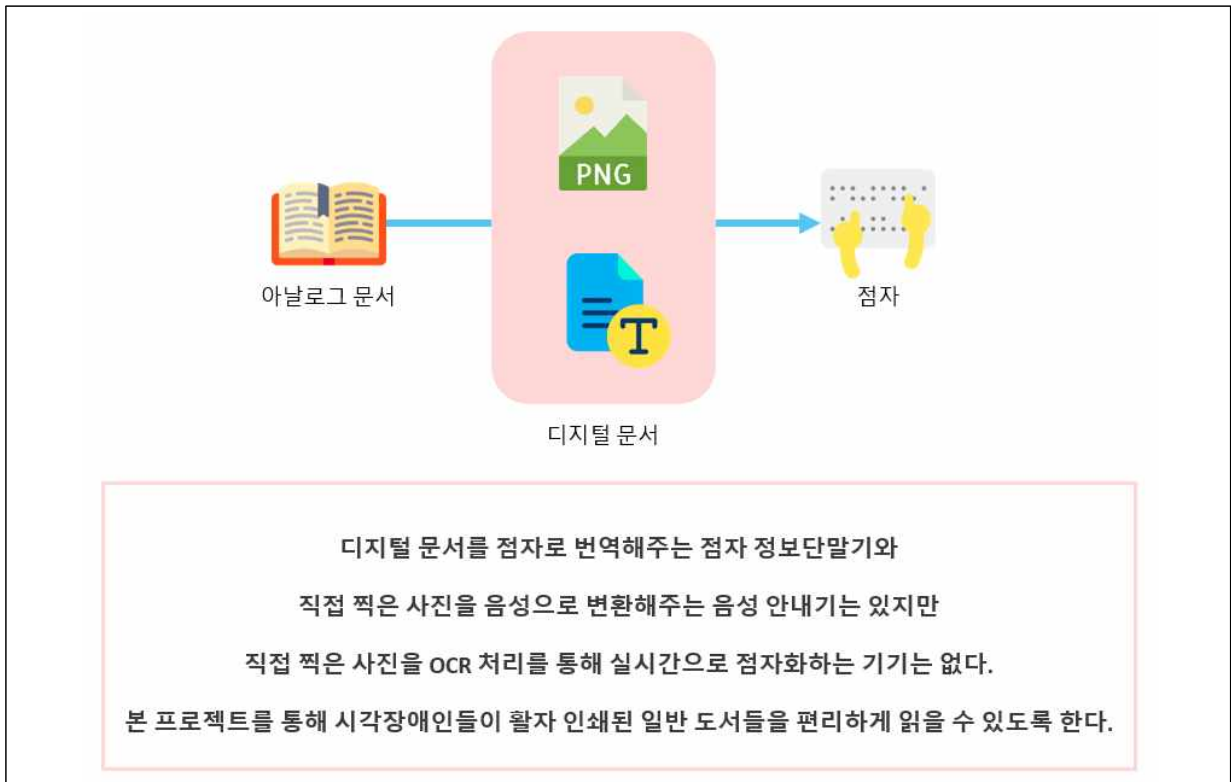 PNG
아날로그 문서
T
점자
디지털 문서
디지털 문서를 점자로 번역해주는 점자 정보단말기와
직접 찍은 사진을 음성으로 변환해주는 음성 안내기는 있지만
직접 찍은 사진을 OCR 처리를 통해 실시간으로 점자화하는 기기는 없다.
본 프로젝트를 통해 시각장애인들이 활자 인쇄된 일반 도서들을 편리하게 읽을 수 있도록 한다.